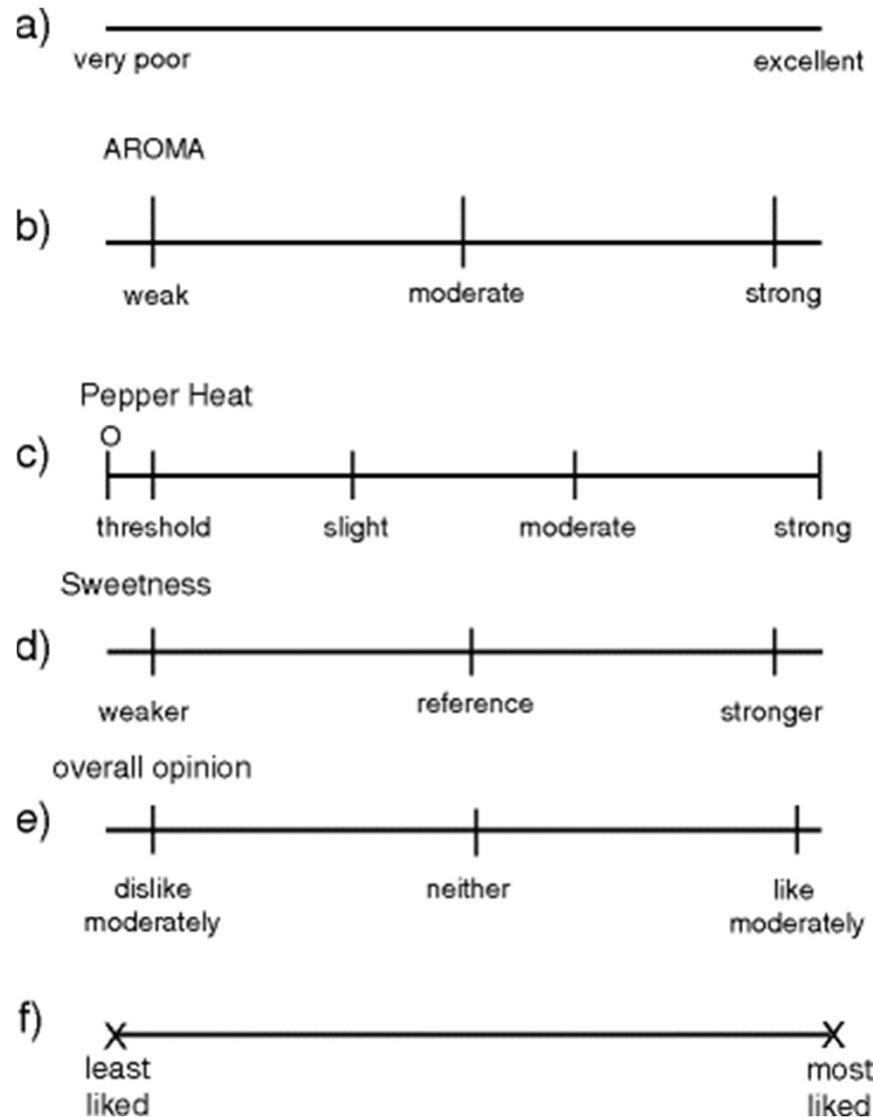 a)
very poor excellent
AROMA
b)
weak moderate strong
Pepper Heat
O
c)
threshold slight moderate strong
Sweetness
d)
weaker reference stronger
overall opinion
e)
dislike neither like
moderately moderately
f)
X X
least most
liked liked